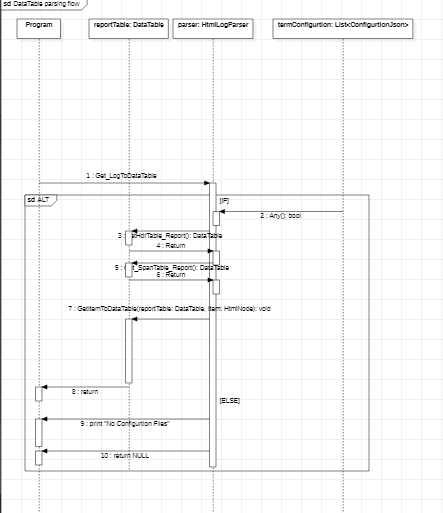 sd DataTable parsing flow
Program
reportTable: DataTable
parser: HtmlLogParser
termConfigurtion: List<ConfigurtionJson>
1 : Get_LogToDataTable
sd ALT
[IF]
2 : Any(): bool
3 :
Table_Report(): DataTable
4 : Return
5 :
t_SpanTable_Report(): DataTable
6 : Return
7 : GetItemToDataTable(reportTable: DataTable, item: HtmlNode): void
8 : return
[ELSE]
9 : print "No Configurtion Files"
10 : return NULL